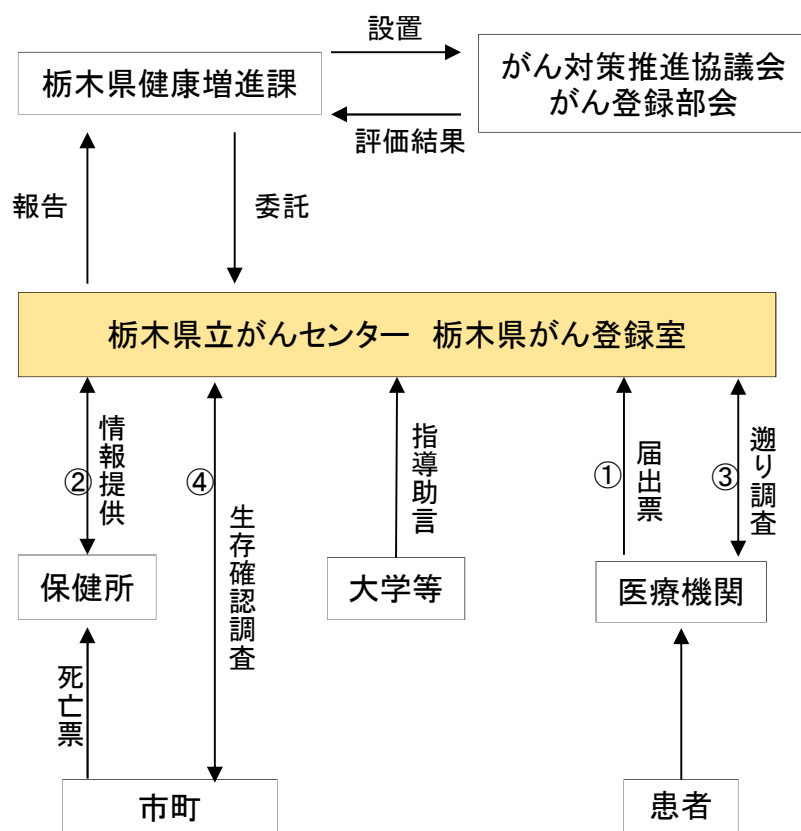 設置
栃木県健康増進課
がん対策推進協議会
がん登録部会
評価結果
報告
委託
栃木県立がんセンター 栃木県がん登録室
②
情報提供
④
生存確認調査
指導助言
①
届出票
③
遡り調査
保健所
大学等
医療機関
死亡票
市町
患者